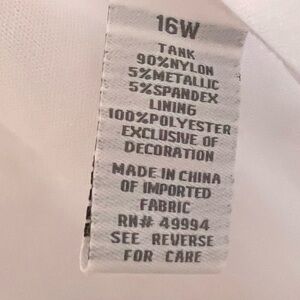 16W
TANK
90%NYLON
5%METALLIC
5%SPANDEX
LINING
100%POLYESTER
EXCLUSIVE OF
DECORATION
MADE IN CHINA
OF IMPORTED
FABRIC
RN# 49994
SEE REVERSE
FOR CARE